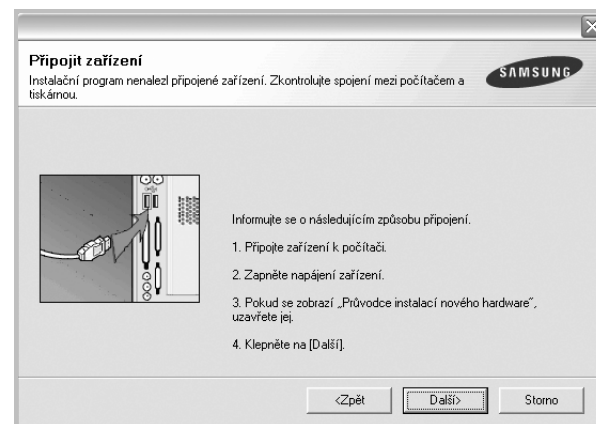 Připojit zařízení
Instalační program nenalezl připojené zařízení. Zkontrolujte spojení mezi počítačem a
tiskárnou.
SAMSUNG
Informujte se o následujícím způsobu připojení.
1. Připojte zařízení k počítači.
2. Zapněte napájení zařízení.
3. Pokud se zobrazí „Průvodce instalací nového hardware“,
uzavřete jej.
4. Klepněte na [Další].
<Zpět
Další>
Storno